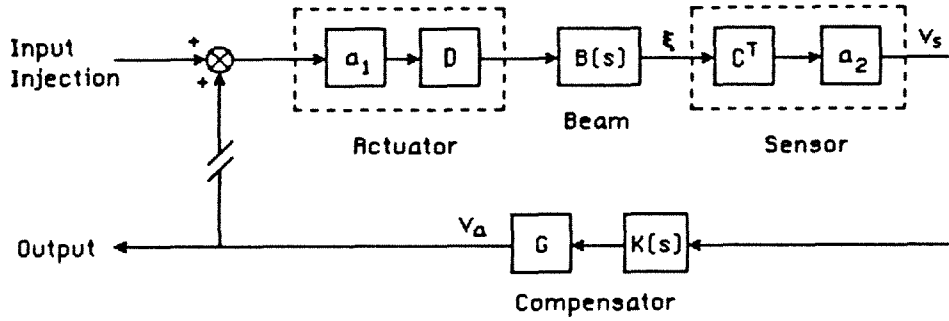 Input
Injection
+
+
a1
D
B(s)
ξ
C^T
a2
Vs
Actuator
Beam
Sensor
Output
Va
G
K(s)
Compensator